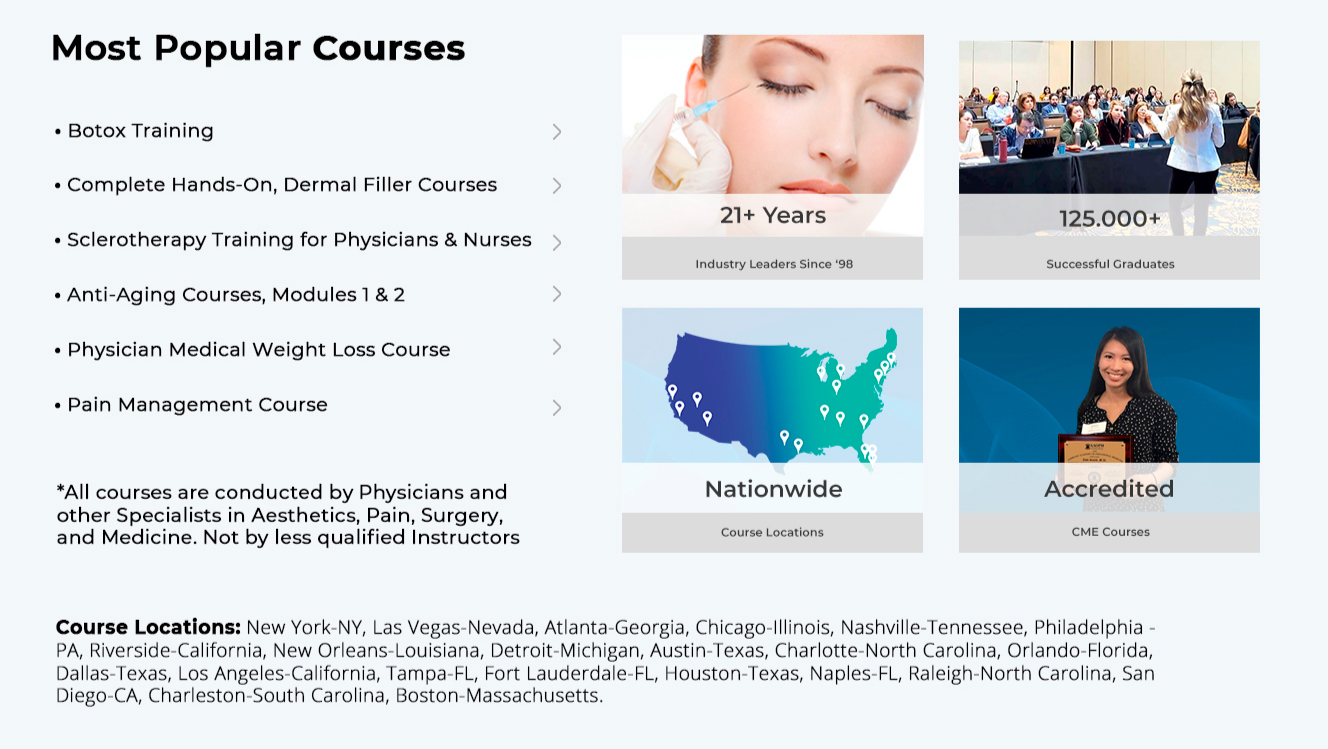 Most Popular Courses
• Botox Training
• Complete Hands-On, Dermal Filler Courses
• Sclerotherapy Training for Physicians & Nurses
• Anti-Aging Courses, Modules 1 & 2
• Physician Medical Weight Loss Course
• Pain Management Course
*All courses are conducted by Physicians and
other Specialists in Aesthetics, Pain, Surgery,
and Medicine. Not by less qualified Instructors
21+ Years
Industry Leaders Since ‘98
125.000+
Successful Graduates
Nationwide
Course Locations
Accredited
CME Courses
Course Locations: New York-NY, Las Vegas-Nevada, Atlanta-Georgia, Chicago-Illinois, Nashville-Tennessee, Philadelphia -
PA, Riverside-California, New Orleans-Louisiana, Detroit-Michigan, Austin-Texas, Charlotte-North Carolina, Orlando-Florida,
Dallas-Texas, Los Angeles-California, Tampa-FL, Fort Lauderdale-FL, Houston-Texas, Naples-FL, Raleigh-North Carolina, San
Diego-CA, Charleston-South Carolina, Boston-Massachusetts.